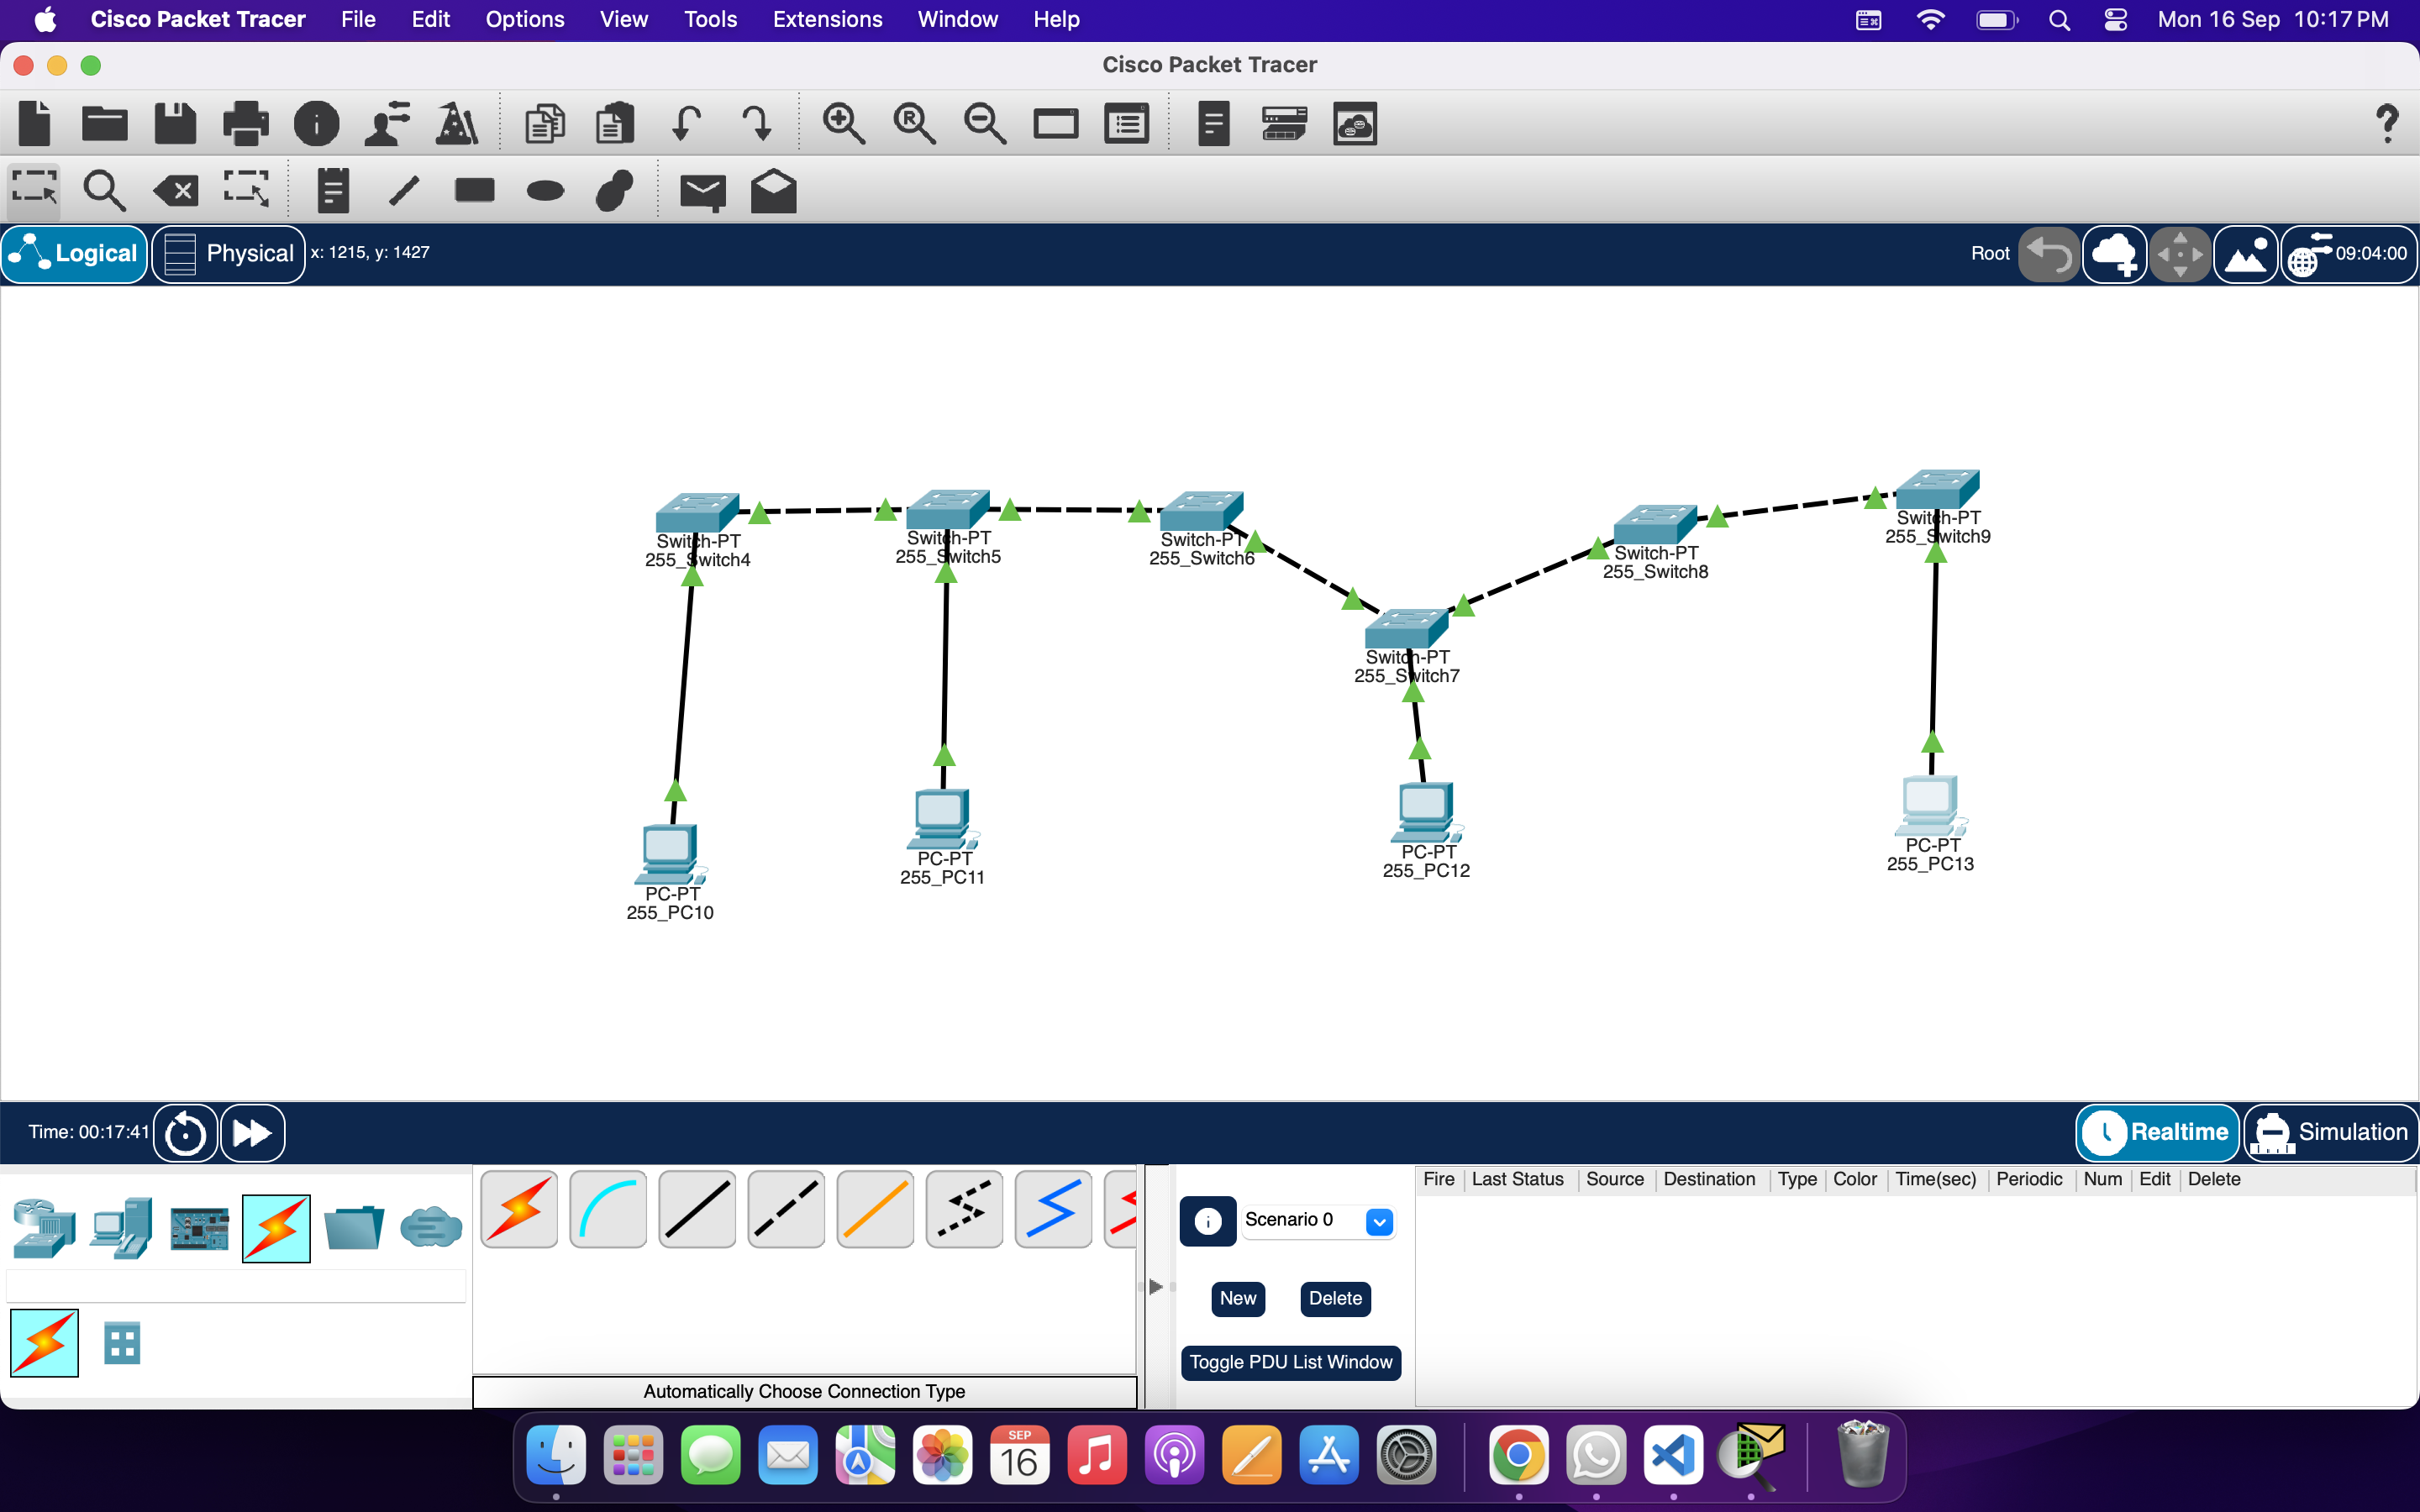 Cisco Packet Tracer File Edit Options View Tools Extensions Window Help Mon 16 Sep 10:17 PM
Cisco Packet Tracer
Logical Physical x: 1215, y: 1427 Root 09:04:00
Switch-PT
255_Switch4
Switch-PT
255_Switch5
Switch-PT
255_Switch6
Switch-PT
255_Switch7
Switch-PT
255_Switch8
Switch-PT
255_Switch9
PC-PT
255_PC10
PC-PT
255_PC11
PC-PT
255_PC12
PC-PT
255_PC13
Time: 00:17:41 Realtime Simulation
Scenario 0
New Delete
Toggle PDU List Window
Fire Last Status Source Destination Type Color Time(sec) Periodic Num Edit Delete
Automatically Choose Connection Type
SEP
16